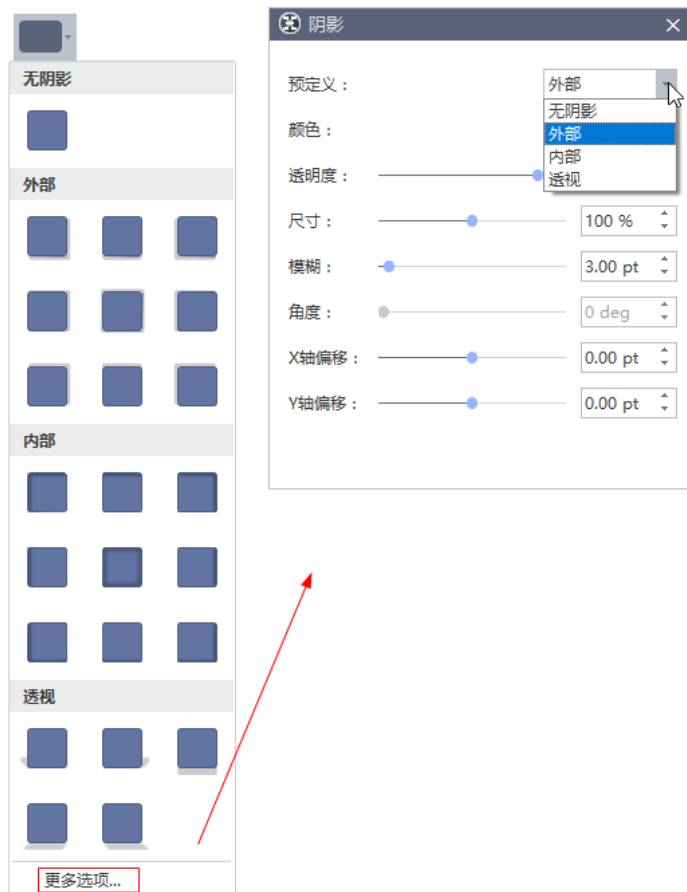 无阴影
外部
内部
透视
更多选项...
阴影
预定义：
外部
无阴影
外部
内部
透视
颜色：
透明度：
尺寸：
100 %
模糊：
3.00 pt
角度：
0 deg
X轴偏移：
0.00 pt
Y轴偏移：
0.00 pt